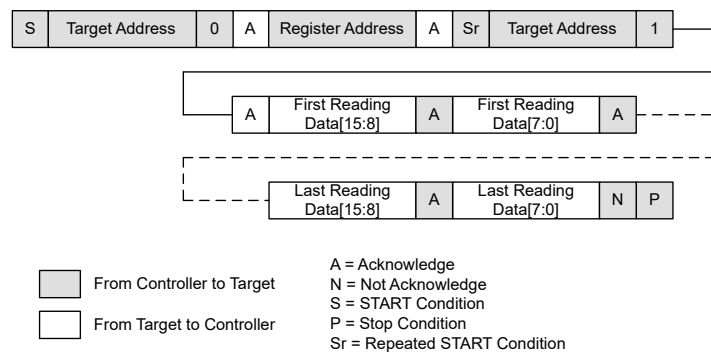 S Target Address 0 A Register Address A Sr Target Address 1
A First Reading Data[15:8] A First Reading Data[7:0] A
Last Reading Data[15:8] A Last Reading Data[7:0] N P
From Controller to Target
From Target to Controller
A = Acknowledge
N = Not Acknowledge
S = START Condition
P = Stop Condition
Sr = Repeated START Condition